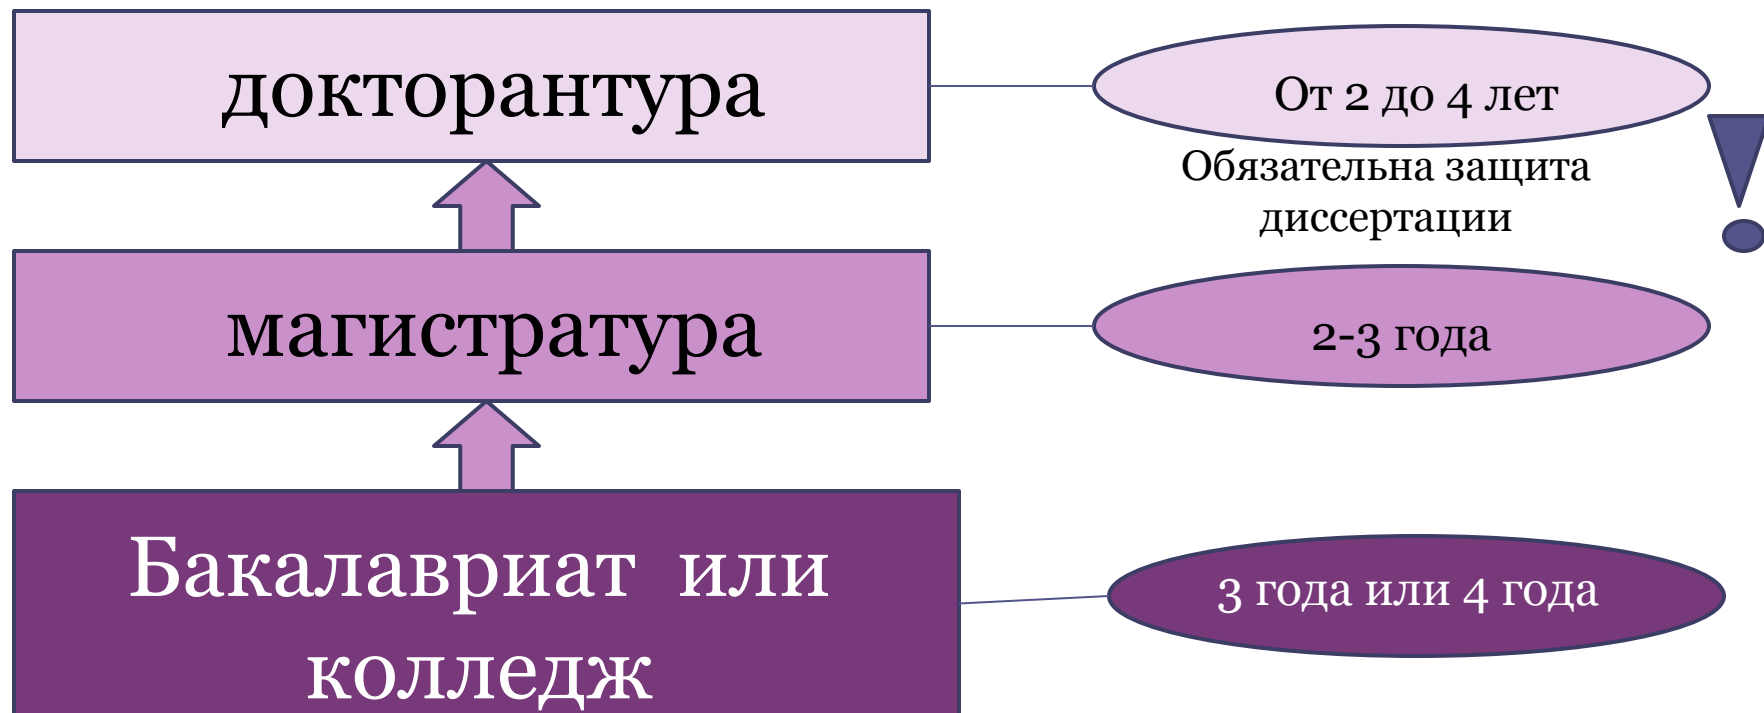 докторантура
От 2 до 4 лет
Обязательна защита
диссертации
магистратура
2-3 года
Бакалавриат или
колледж
3 года или 4 года